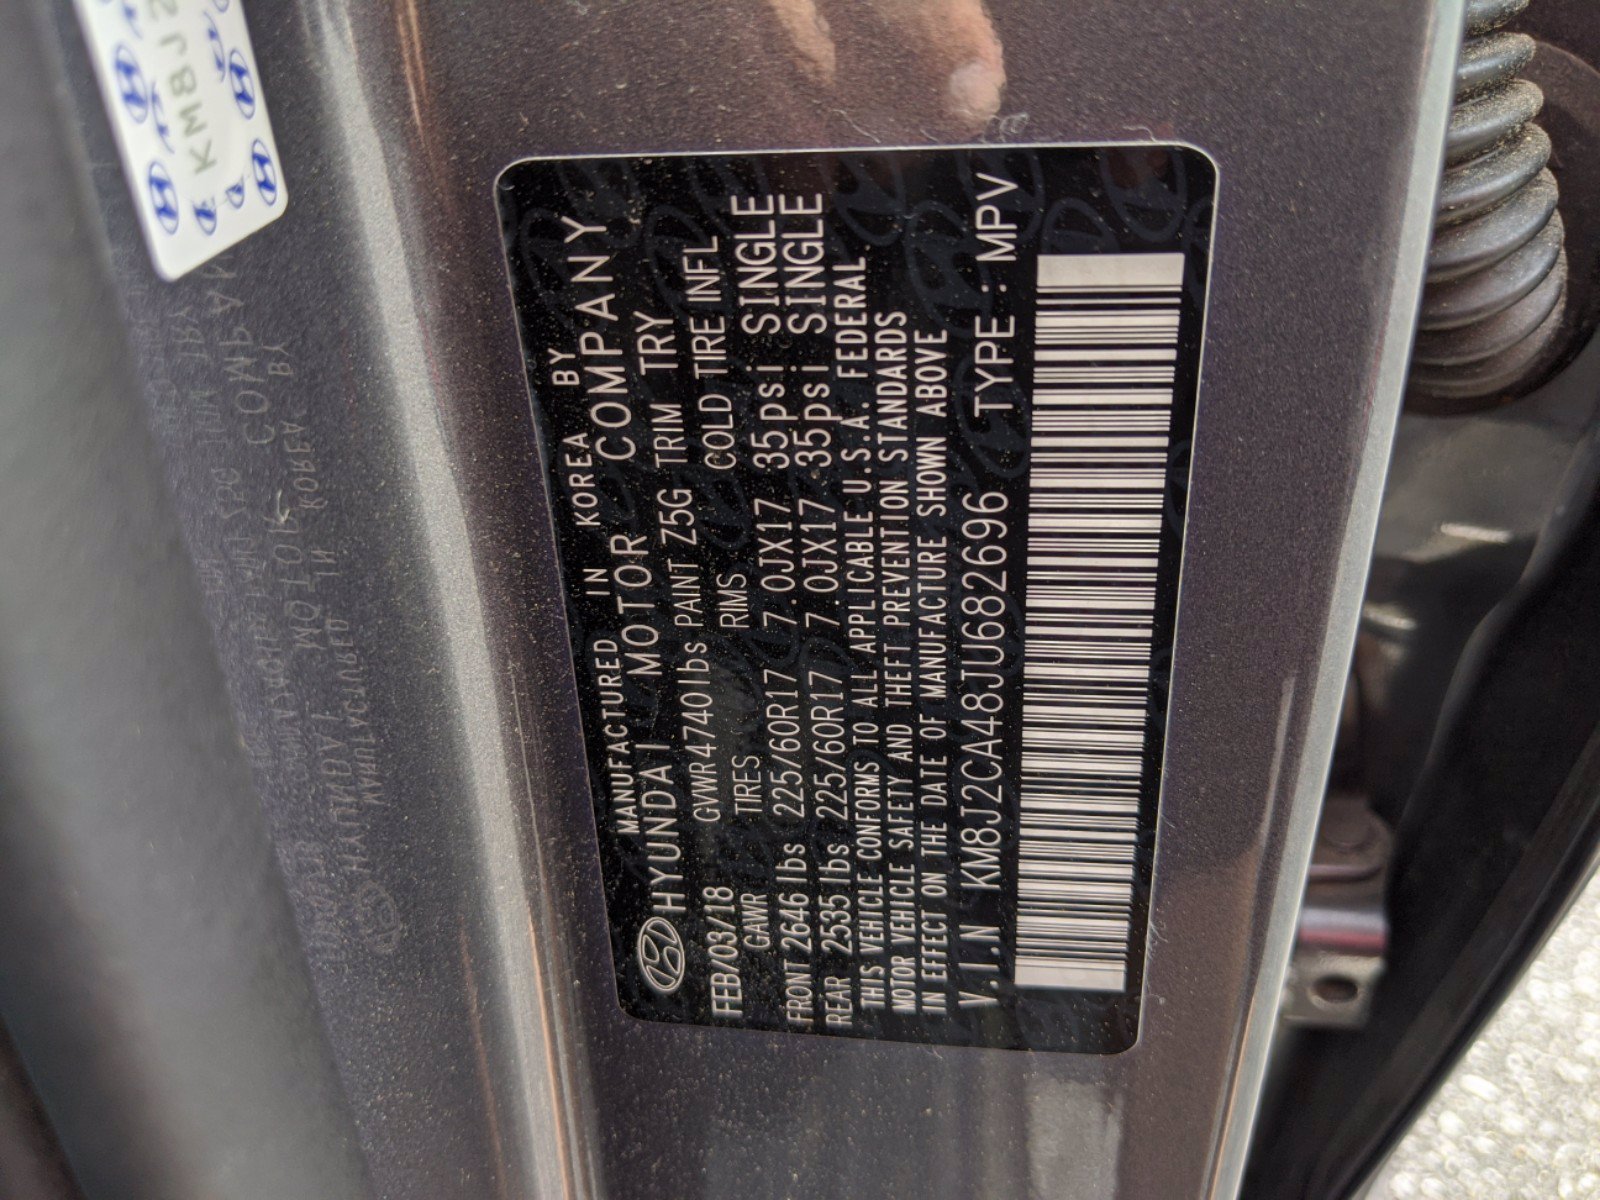 KM8J2
MANUFACTURED IN KOREA BY
HYUNDAI MOTOR COMPANY
FEB/03/18 GVWR 4740lbs PAINT Z5G TRIM TRY
GAWR TIRES RIMS COLD TIRE INFL
FRONT 2646 lbs 225/60R17 7.0JX17 35psi SINGLE
REAR 2535 lbs 225/60R17 7.0JX17 35psi SINGLE
THIS VEHICLE CONFORMS TO ALL APPLICABLE U.S.A. FEDERAL
MOTOR VEHICLE SAFETY AND THEFT PREVENTION STANDARDS
IN EFFECT ON THE DATE OF MANUFACTURE SHOWN ABOVE
V.I.N KM8J2CA48JU682696 TYPE : MPV